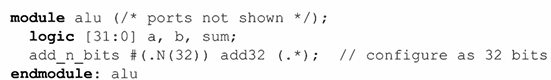 module alu (/* ports not shown */);
logic [31:0] a, b, sum;
add_n_bits #(.N(32)) add32 (.*);  // configure as 32 bits
endmodule: alu